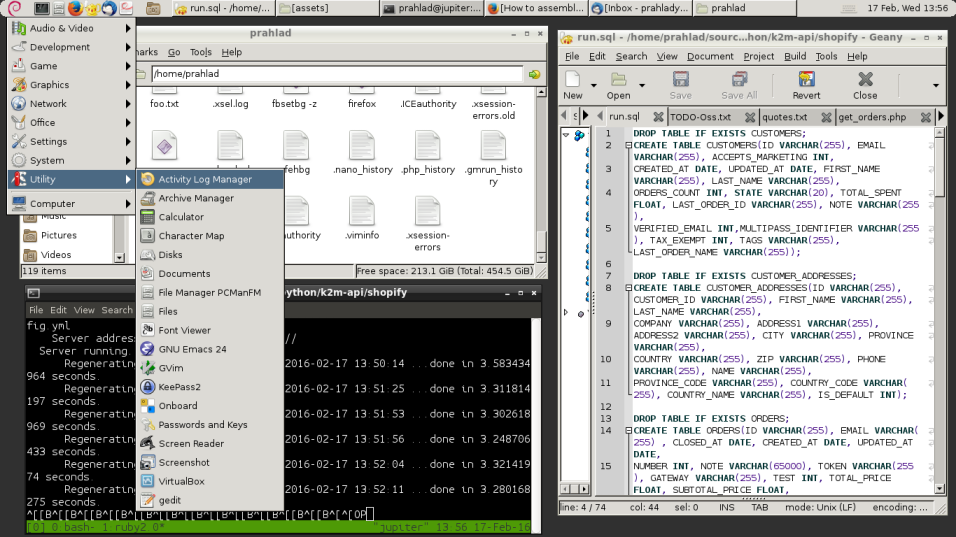 run.sql - /home/...
[assets]
prahlad@jupiter:...
[How to assembl...
[Inbox - prahlady...
prahlad
17 Feb, Wed 13:56
Audio & Video
Development
Game
Graphics
Network
Office
Settings
System
Utility
Computer
prahlad
Go Tools Help
/home/prahlad
foo.txt .xsel.log fbsetbg -z firefox .ICEauthority .xsession-errors.old
.nano_history .php_history .gmrun_history
.viminfo .xsession-errors
Music
Pictures
Videos
119 items
Free space: 213.1 GiB (Total: 454.5 GiB)
Activity Log Manager
Archive Manager
Calculator
Character Map
Disks
Documents
File Manager PCManFM
Files
Font Viewer
GNU Emacs 24
GVim
KeePass2
Onboard
Passwords and Keys
Screen Reader
Screenshot
VirtualBox
gedit
python/k2m-api/shopify
File Edit View Search
fig yml
Server addres //
Server running
Regenerating 2016-02-17 13:50:14 ...done in 3.583434
964 seconds.
Regenerating 2016-02-17 13:51:25 ...done in 3.311814
197 seconds.
Regenerating 2016-02-17 13:51:53 ...done in 3.302618
969 seconds.
Regenerating 2016-02-17 13:51:56 ...done in 3.248706
433 seconds.
Regenerating 2016-02-17 13:52:04 ...done in 3.321419
74 seconds.
Regenerating 2016-02-17 13:52:11 ...done in 3.280168
275 seconds.
[0] 0:bash- 1:ruby2.0* "jupiter" 13:56 17-Feb-16
run.sql - /home/prahlad/sourc...hon/k2m-api/shopify - Geany
File Edit Search View Document Project Build Tools Help
New Open Save Save All Revert Close
run.sql TODO-Oss.txt quotes.txt get_orders.php
1 DROP TABLE IF EXISTS CUSTOMERS;
2 CREATE TABLE CUSTOMERS(ID VARCHAR(255), EMAIL
VARCHAR(255), ACCEPTS_MARKETING INT,
3 CREATED_AT DATE, UPDATED_AT DATE, FIRST_NAME
VARCHAR(255), LAST_NAME VARCHAR(255),
4 ORDERS_COUNT INT, STATE VARCHAR(20), TOTAL_SPENT
FLOAT, LAST_ORDER_ID VARCHAR(255), NOTE VARCHAR(255
),
5 VERIFIED_EMAIL INT,MULTIPASS_IDENTIFIER VARCHAR(255
), TAX_EXEMPT INT, TAGS VARCHAR(255),
LAST_ORDER_NAME VARCHAR(255));
6
7 DROP TABLE IF EXISTS CUSTOMER_ADDRESSES;
8 CREATE TABLE CUSTOMER_ADDRESSES(ID VARCHAR(255),
CUSTOMER_ID VARCHAR(255), FIRST_NAME VARCHAR(255),
LAST_NAME VARCHAR(255),
9 COMPANY VARCHAR(255), ADDRESS1 VARCHAR(255),
ADDRESS2 VARCHAR(255), CITY VARCHAR(255), PROVINCE
VARCHAR(255),
10 COUNTRY VARCHAR(255), ZIP VARCHAR(255), PHONE
VARCHAR(255), NAME VARCHAR(255),
11 PROVINCE_CODE VARCHAR(255), COUNTRY_CODE VARCHAR(
255), COUNTRY_NAME VARCHAR(255), IS_DEFAULT INT);
12
13 DROP TABLE IF EXISTS ORDERS;
14 CREATE TABLE ORDERS(ID VARCHAR(255), EMAIL VARCHAR(
255) , CLOSED_AT DATE, CREATED_AT DATE, UPDATED_AT
DATE,
15 NUMBER INT, NOTE VARCHAR(65000), TOKEN VARCHAR(255
), GATEWAY VARCHAR(255), TEST INT, TOTAL_PRICE
FLOAT, SUBTOTAL_PRICE FLOAT,
line: 4 / 74 col: 44 sel: 0 INS TAB mode: Unix (LF) encoding: ...